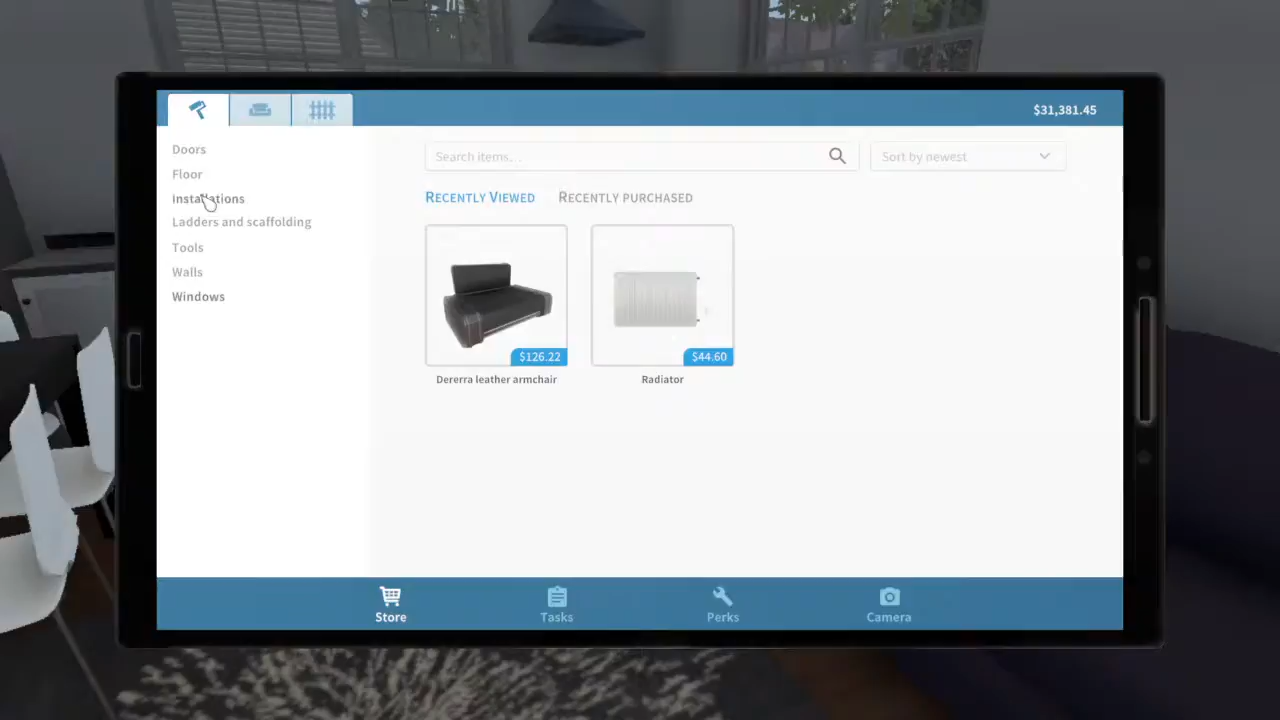 $31,381.45
Doors
Floor
Installations
Ladders and scaffolding
Tools
Walls
Windows
Search items...
Sort by newest
RECENTLY VIEWED
RECENTLY PURCHASED
$126.22
$44.60
Dererra leather armchair
Radiator
Store
Tasks
Perks
Camera